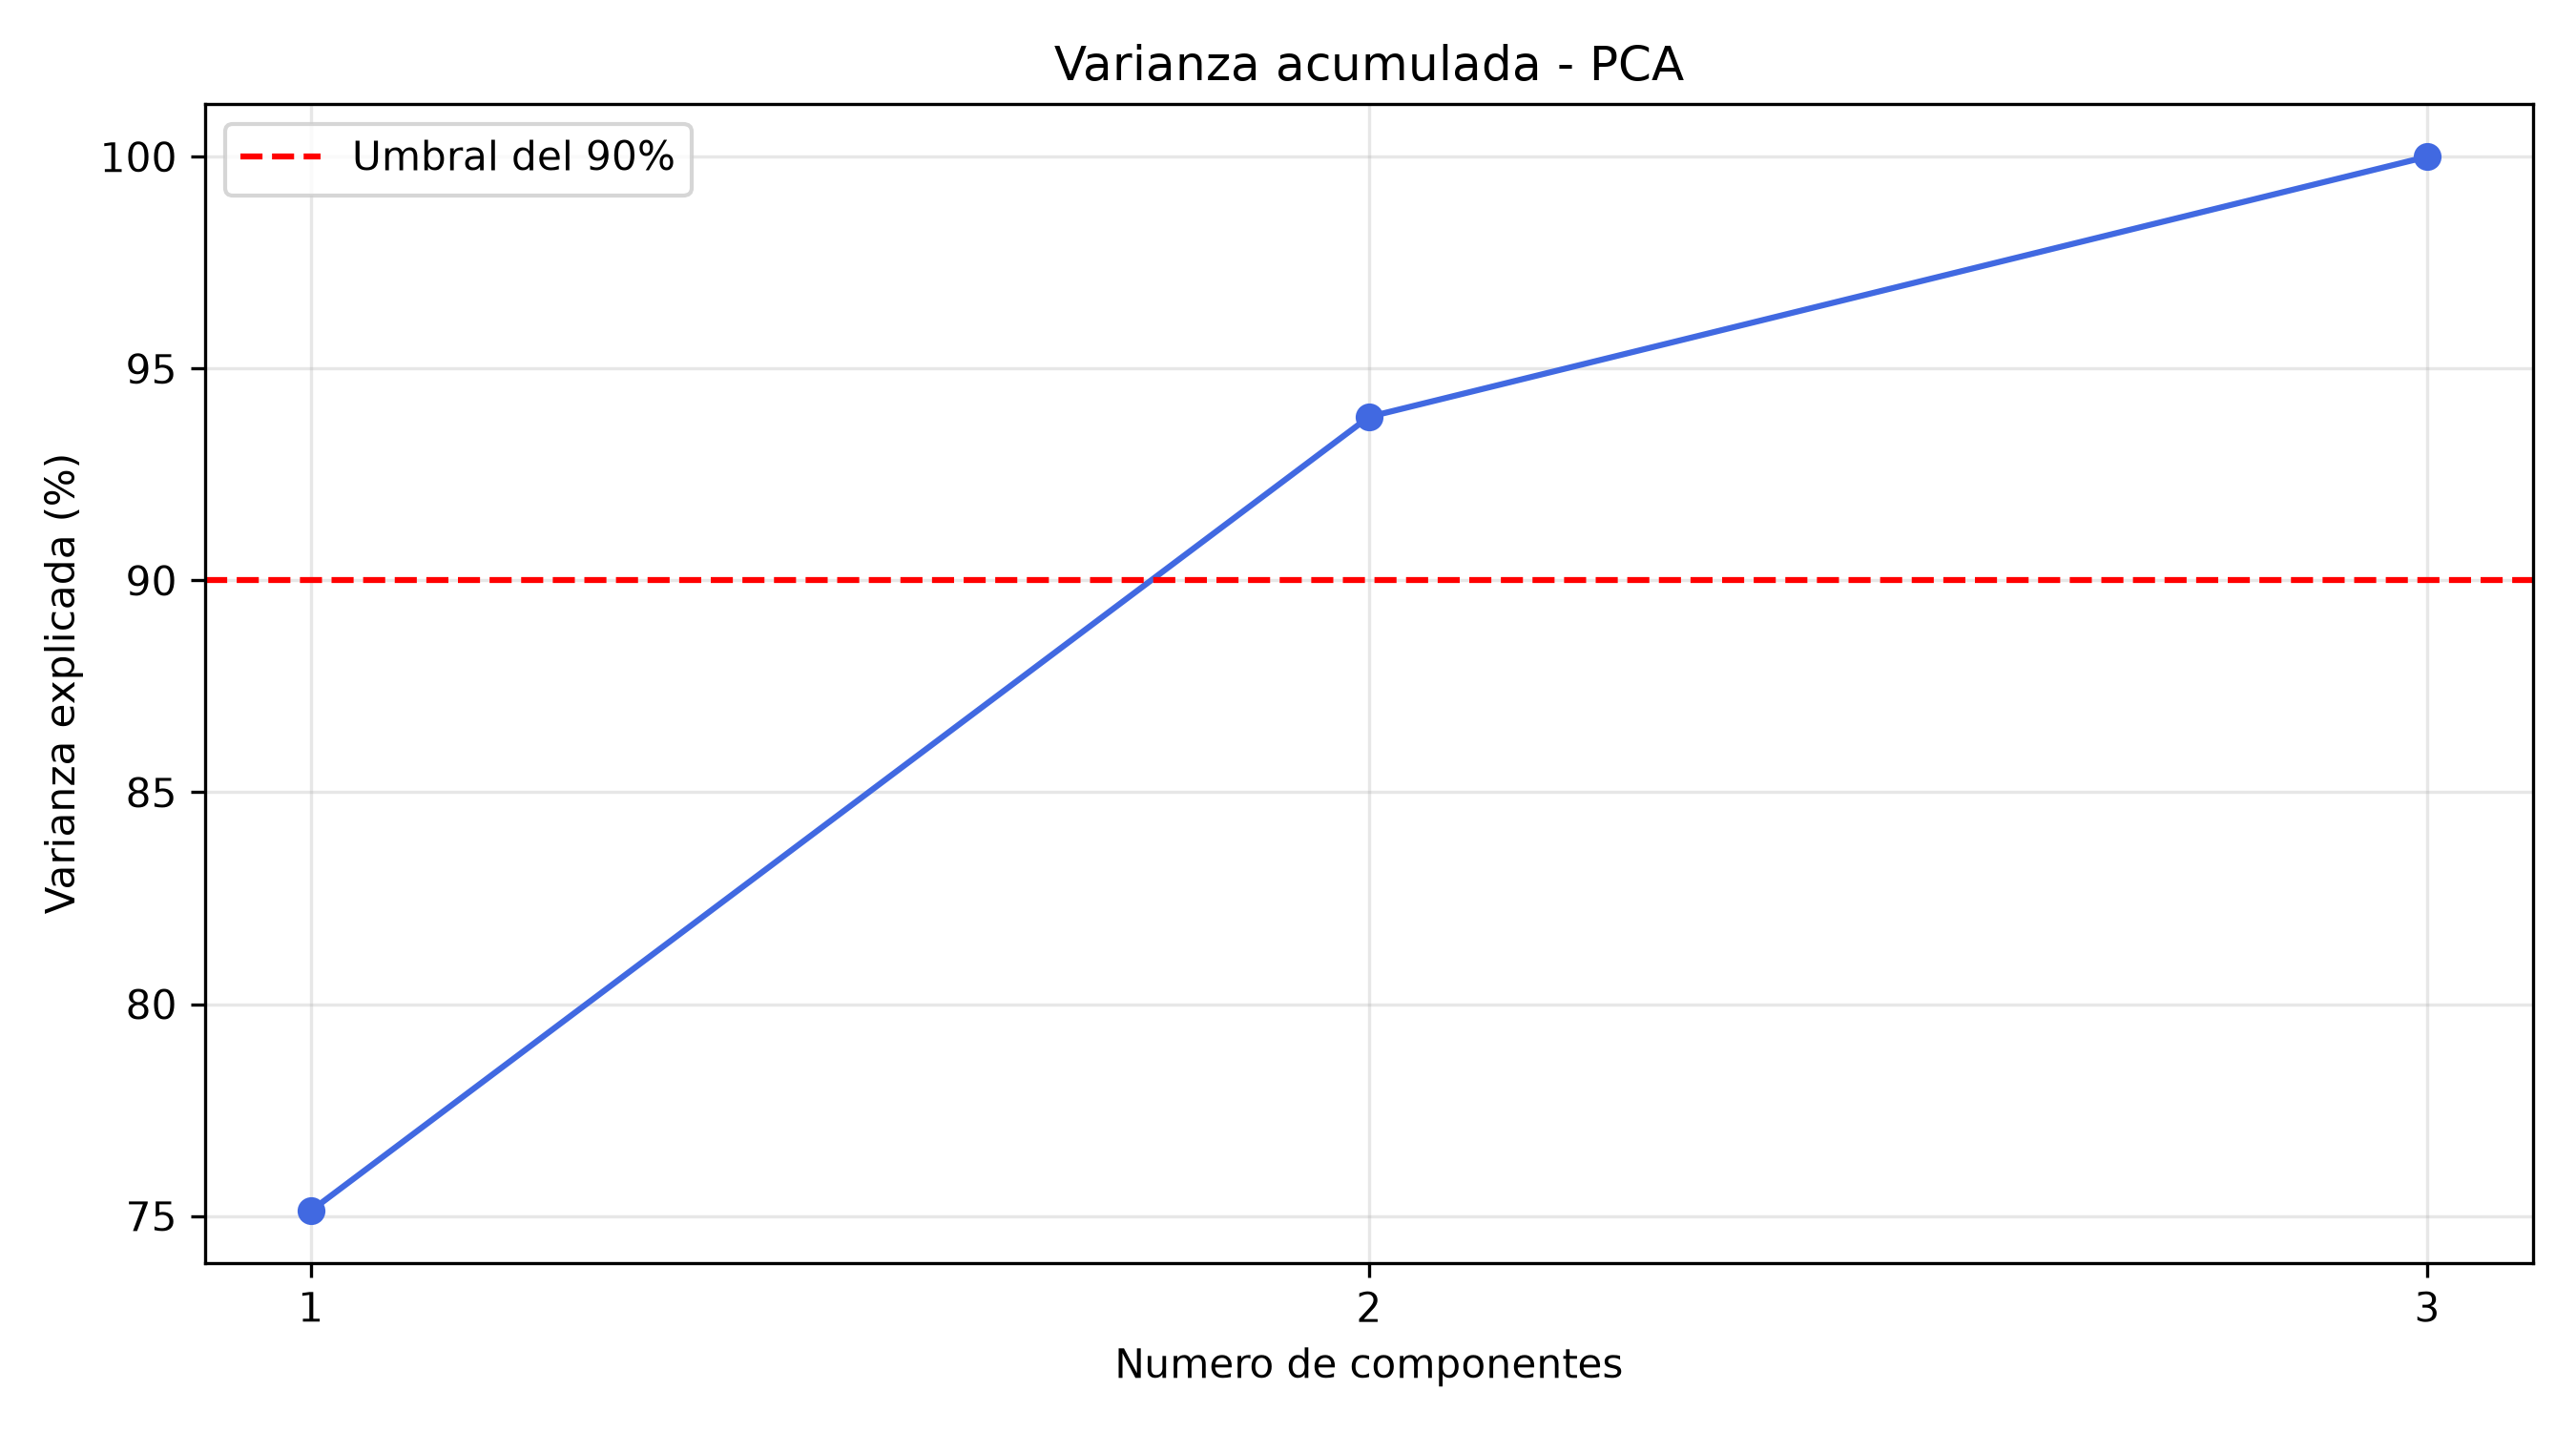 Varianza acumulada - PCA
Umbral del 90%
100
95
90
85
80
75
Varianza explicada (%)
1
2
3
Numero de componentes